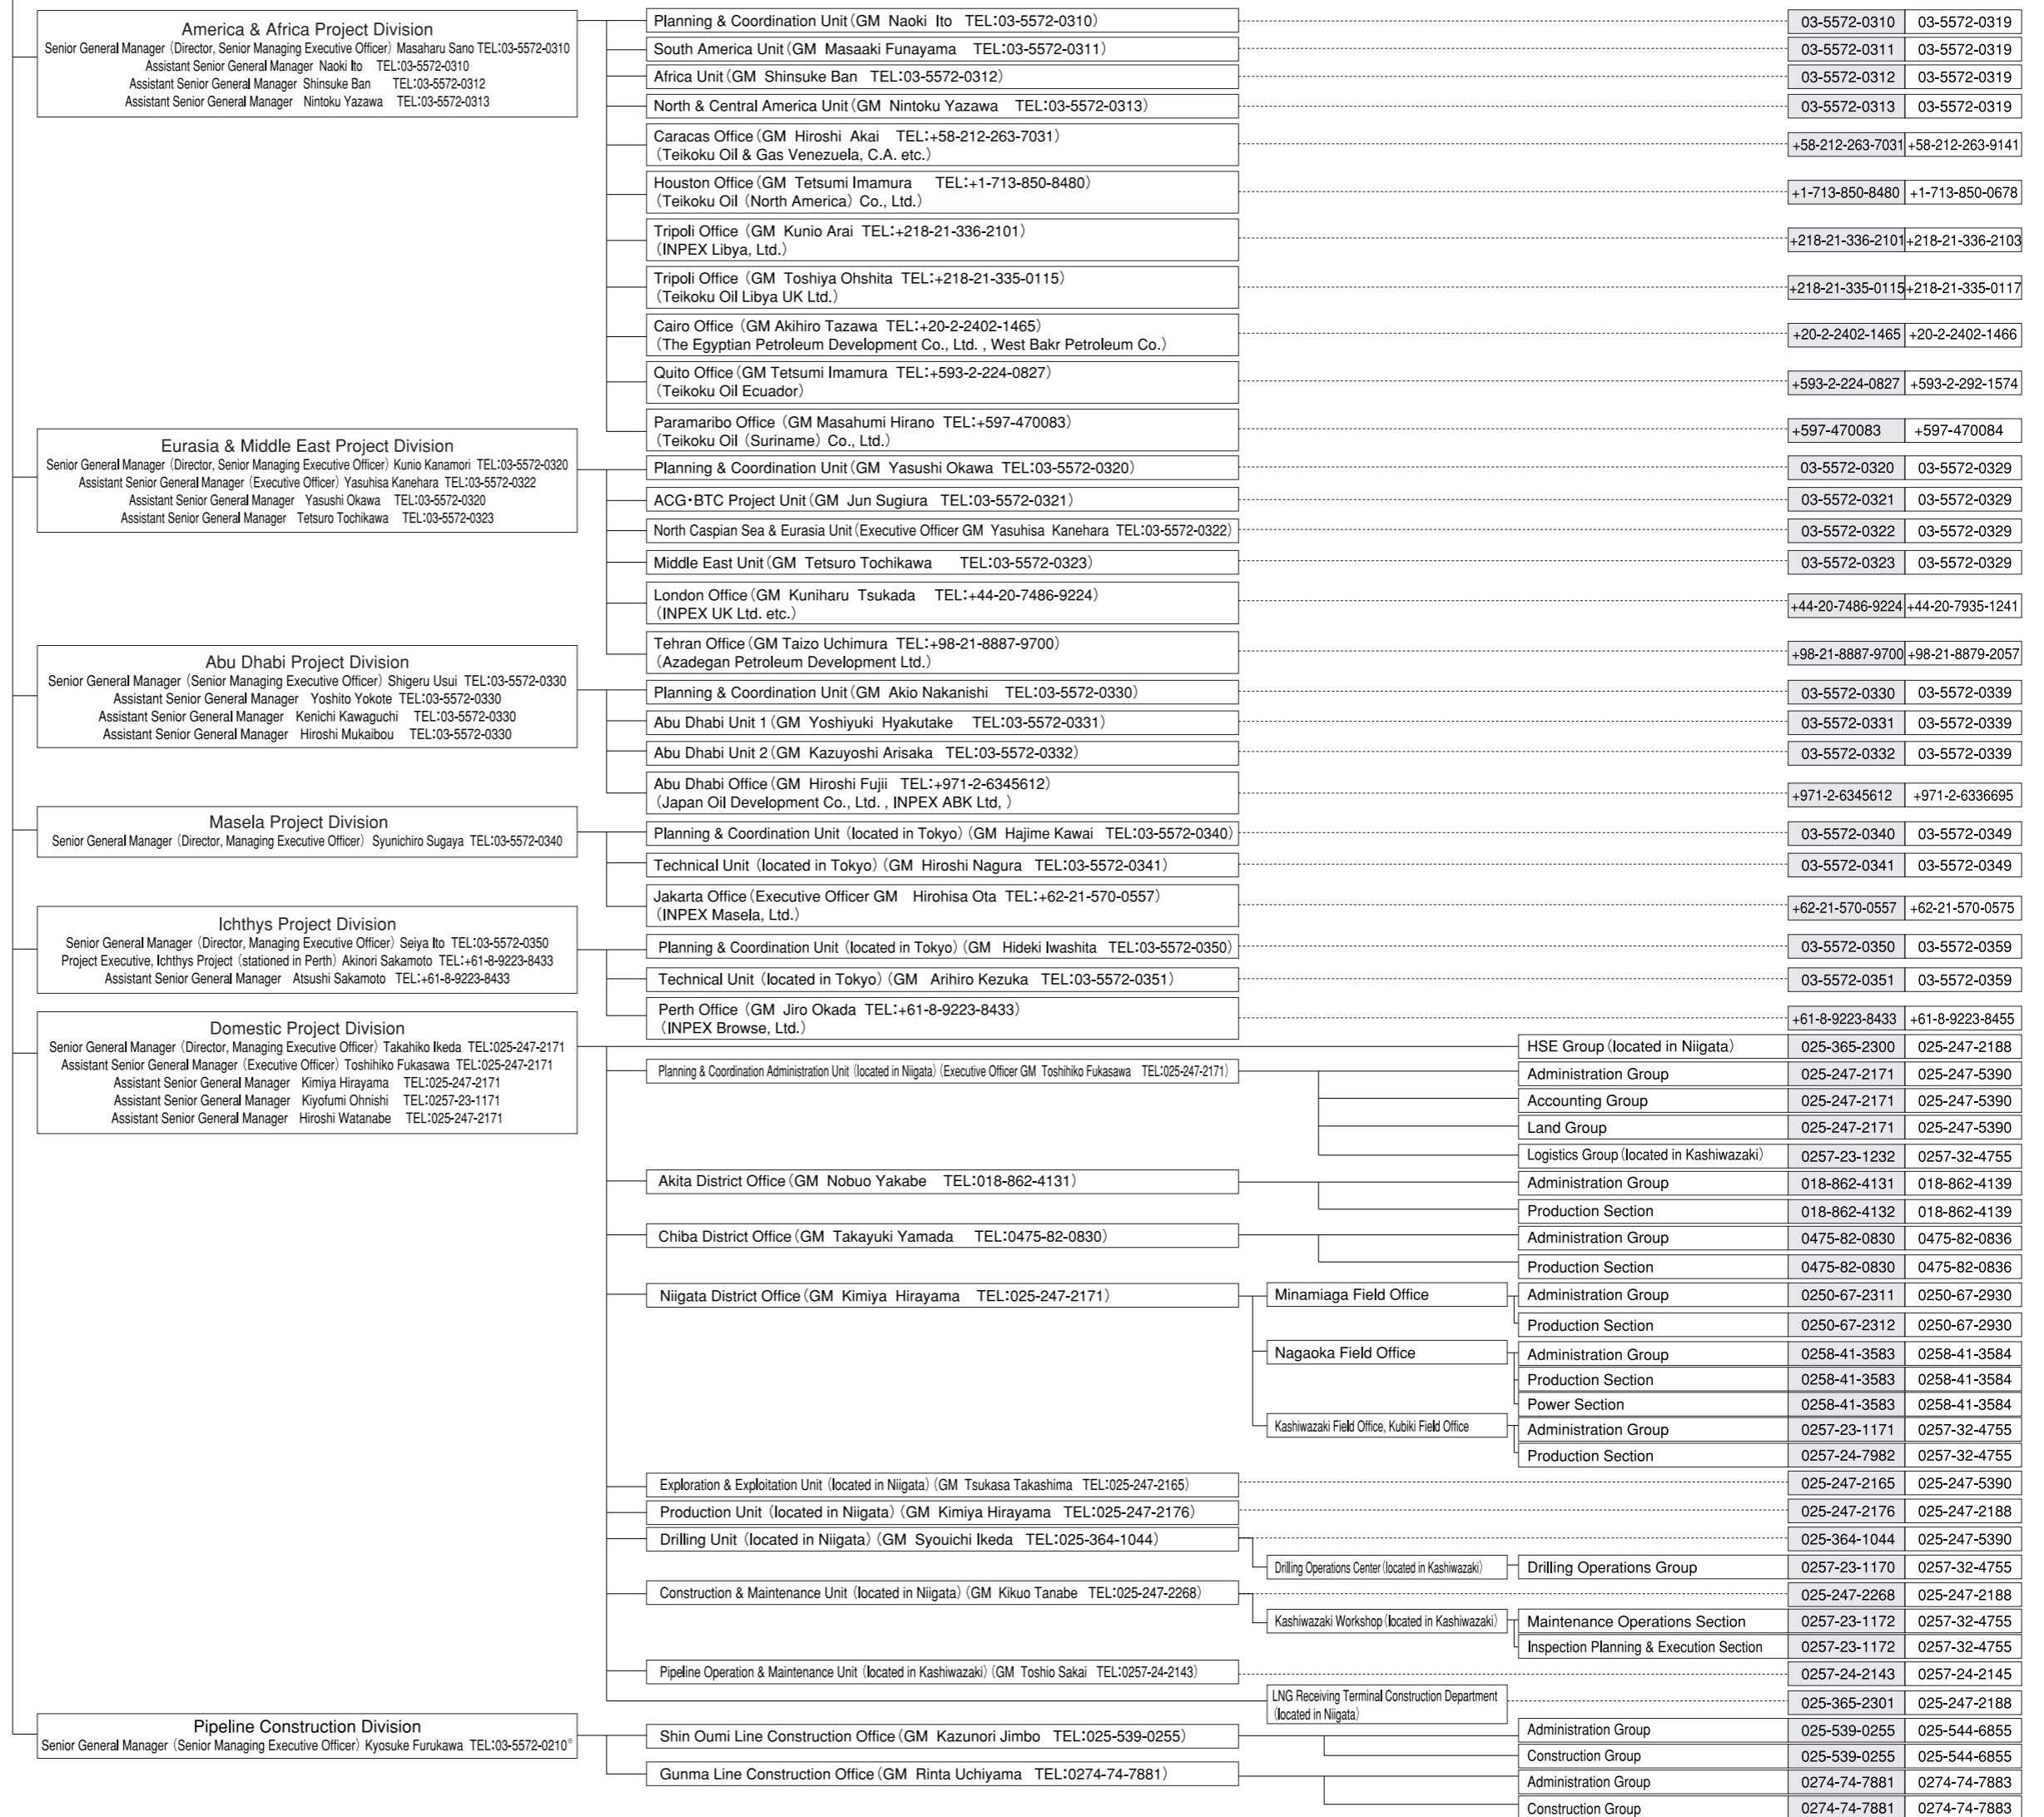 America & Africa Project Division
Senior General Manager (Director, Senior Managing Executive Officer) Masaharu Sano TEL:03-5572-0310
Assistant Senior General Manager Naoki Ito TEL:03-5572-0310
Assistant Senior General Manager Shinsuke Ban TEL:03-5572-0312
Assistant Senior General Manager Nintoku Yazawa TEL:03-5572-0313
Planning & Coordination Unit (GM Naoki Ito TEL:03-5572-0310) 03-5572-0310 03-5572-0319
South America Unit (GM Masaaki Funayama TEL:03-5572-0311) 03-5572-0311 03-5572-0319
Africa Unit (GM Shinsuke Ban TEL:03-5572-0312) 03-5572-0312 03-5572-0319
North & Central America Unit (GM Nintoku Yazawa TEL:03-5572-0313) 03-5572-0313 03-5572-0319
Caracas Office (GM Hiroshi Akai TEL:+58-212-263-7031)
(Teikoku Oil & Gas Venezuela, C.A. etc.)
+58-212-263-7031 +58-212-263-9141
Houston Office (GM Tetsumi Imamura TEL:+1-713-850-8480)
(Teikoku Oil (North America) Co., Ltd.)
+1-713-850-8480 +1-713-850-0678
Tripoli Office (GM Kunio Arai TEL:+218-21-336-2101)
(INPEX Libya, Ltd.)
+218-21-336-2101 +218-21-336-2103
Tripoli Office (GM Toshiya Ohshita TEL:+218-21-335-0115)
(Teikoku Oil Libya UK Ltd.)
+218-21-335-0115 +218-21-335-0117
Cairo Office (GM Akihiro Tazawa TEL:+20-2-2402-1465)
(The Egyptian Petroleum Development Co., Ltd. , West Bakr Petroleum Co.)
+20-2-2402-1465 +20-2-2402-1466
Quito Office (GM Tetsumi Imamura TEL:+593-2-224-0827)
(Teikoku Oil Ecuador)
+593-2-224-0827 +593-2-292-1574
Paramaribo Office (GM Masahumi Hirano TEL:+597-470083)
(Teikoku Oil (Suriname) Co., Ltd.)
+597-470083 +597-470084
Eurasia & Middle East Project Division
Senior General Manager (Director, Senior Managing Executive Officer) Kunio Kanamori TEL:03-5572-0320
Assistant Senior General Manager (Executive Officer) Yasuhisa Kanehara TEL:03-5572-0322
Assistant Senior General Manager Yasushi Okawa TEL:03-5572-0320
Assistant Senior General Manager Tetsuro Tochikawa TEL:03-5572-0323
Planning & Coordination Unit (GM Yasushi Okawa TEL:03-5572-0320) 03-5572-0320 03-5572-0329
ACG・BTC Project Unit (GM Jun Sugiura TEL:03-5572-0321) 03-5572-0321 03-5572-0329
North Caspian Sea & Eurasia Unit (Executive Officer GM Yasuhisa Kanehara TEL:03-5572-0322) 03-5572-0322 03-5572-0329
Middle East Unit (GM Tetsuro Tochikawa TEL:03-5572-0323) 03-5572-0323 03-5572-0329
London Office (GM Kuniharu Tsukada TEL:+44-20-7486-9224)
(INPEX UK Ltd. etc.)
+44-20-7486-9224 +44-20-7935-1241
Tehran Office (GM Taizo Uchimura TEL:+98-21-8887-9700)
(Azadegan Petroleum Development Ltd.)
+98-21-8887-9700 +98-21-8879-2057
Abu Dhabi Project Division
Senior General Manager (Senior Managing Executive Officer) Shigeru Usui TEL:03-5572-0330
Assistant Senior General Manager Yoshito Yokote TEL:03-5572-0330
Assistant Senior General Manager Kenichi Kawaguchi TEL:03-5572-0330
Assistant Senior General Manager Hiroshi Mukaibou TEL:03-5572-0330
Planning & Coordination Unit (GM Akio Nakanishi TEL:03-5572-0330) 03-5572-0330 03-5572-0339
Abu Dhabi Unit 1 (GM Yoshiyuki Hyakutake TEL:03-5572-0331) 03-5572-0331 03-5572-0339
Abu Dhabi Unit 2 (GM Kazuyoshi Arisaka TEL:03-5572-0332) 03-5572-0332 03-5572-0339
Abu Dhabi Office (GM Hiroshi Fujii TEL:+971-2-6345612)
(Japan Oil Development Co., Ltd. , INPEX ABK Ltd, )
+971-2-6345612 +971-2-6336695
Masela Project Division
Senior General Manager (Director, Managing Executive Officer) Syunichiro Sugaya TEL:03-5572-0340
Planning & Coordination Unit (located in Tokyo) (GM Hajime Kawai TEL:03-5572-0340) 03-5572-0340 03-5572-0349
Technical Unit (located in Tokyo) (GM Hiroshi Nagura TEL:03-5572-0341) 03-5572-0341 03-5572-0349
Jakarta Office (Executive Officer GM Hirohisa Ota TEL:+62-21-570-0557)
(INPEX Masela, Ltd.)
+62-21-570-0557 +62-21-570-0575
Ichthys Project Division
Senior General Manager (Director, Managing Executive Officer) Seiya Ito TEL:03-5572-0350
Project Executive, Ichthys Project (stationed in Perth) Akinori Sakamoto TEL:+61-8-9223-8433
Assistant Senior General Manager Atsushi Sakamoto TEL:+61-8-9223-8433
Planning & Coordination Unit (located in Tokyo) (GM Hideki Iwashita TEL:03-5572-0350) 03-5572-0350 03-5572-0359
Technical Unit (located in Tokyo) (GM Arihiro Kezuka TEL:03-5572-0351) 03-5572-0351 03-5572-0359
Perth Office (GM Jiro Okada TEL:+61-8-9223-8433)
(INPEX Browse, Ltd.)
+61-8-9223-8433 +61-8-9223-8455
Domestic Project Division
Senior General Manager (Director, Managing Executive Officer) Takahiko Ikeda TEL:025-247-2171
Assistant Senior General Manager (Executive Officer) Toshihiko Fukasawa TEL:025-247-2171
Assistant Senior General Manager Kimiya Hirayama TEL:025-247-2171
Assistant Senior General Manager Kiyofumi Ohnishi TEL:0257-23-1171
Assistant Senior General Manager Hiroshi Watanabe TEL:025-247-2171
HSE Group (located in Niigata) 025-365-2300 025-247-2188
Planning & Coordination Administration Unit (located in Niigata) (Executive Officer GM Toshihiko Fukasawa TEL:025-247-2171)
Administration Group 025-247-2171 025-247-5390
Accounting Group 025-247-2171 025-247-5390
Land Group 025-247-2171 025-247-5390
Logistics Group (located in Kashiwazaki) 0257-23-1232 0257-32-4755
Akita District Office (GM Nobuo Yakabe TEL:018-862-4131)
Administration Group 018-862-4131 018-862-4139
Production Section 018-862-4132 018-862-4139
Chiba District Office (GM Takayuki Yamada TEL:0475-82-0830)
Administration Group 0475-82-0830 0475-82-0836
Production Section 0475-82-0830 0475-82-0836
Niigata District Office (GM Kimiya Hirayama TEL:025-247-2171)
Minamiaga Field Office
Administration Group 0250-67-2311 0250-67-2930
Production Section 0250-67-2312 0250-67-2930
Nagaoka Field Office
Administration Group 0258-41-3583 0258-41-3584
Production Section 0258-41-3583 0258-41-3584
Power Section 0258-41-3583 0258-41-3584
Kashiwazaki Field Office, Kubiki Field Office
Administration Group 0257-23-1171 0257-32-4755
Production Section 0257-24-7982 0257-32-4755
Exploration & Exploitation Unit (located in Niigata) (GM Tsukasa Takashima TEL:025-247-2165) 025-247-2165 025-247-5390
Production Unit (located in Niigata) (GM Kimiya Hirayama TEL:025-247-2176) 025-247-2176 025-247-2188
Drilling Unit (located in Niigata) (GM Syouichi Ikeda TEL:025-364-1044) 025-364-1044 025-247-5390
Drilling Operations Center (located in Kashiwazaki) Drilling Operations Group 0257-23-1170 0257-32-4755
Construction & Maintenance Unit (located in Niigata) (GM Kikuo Tanabe TEL:025-247-2268) 025-247-2268 025-247-2188
Kashiwazaki Workshop (located in Kashiwazaki) Maintenance Operations Section 0257-23-1172 0257-32-4755
Inspection Planning & Execution Section 0257-23-1172 0257-32-4755
Pipeline Operation & Maintenance Unit (located in Kashiwazaki) (GM Toshio Sakai TEL:0257-24-2143) 0257-24-2143 0257-24-2145
LNG Receiving Terminal Construction Department
(located in Niigata)
025-365-2301 025-247-2188
Pipeline Construction Division
Senior General Manager (Senior Managing Executive Officer) Kyosuke Furukawa TEL:03-5572-0210※
Shin Oumi Line Construction Office (GM Kazunori Jimbo TEL:025-539-0255)
Administration Group 025-539-0255 025-544-6855
Construction Group 025-539-0255 025-544-6855
Gunma Line Construction Office (GM Rinta Uchiyama TEL:0274-74-7881)
Administration Group 0274-74-7881 0274-74-7883
Construction Group 0274-74-7881 0274-74-7883